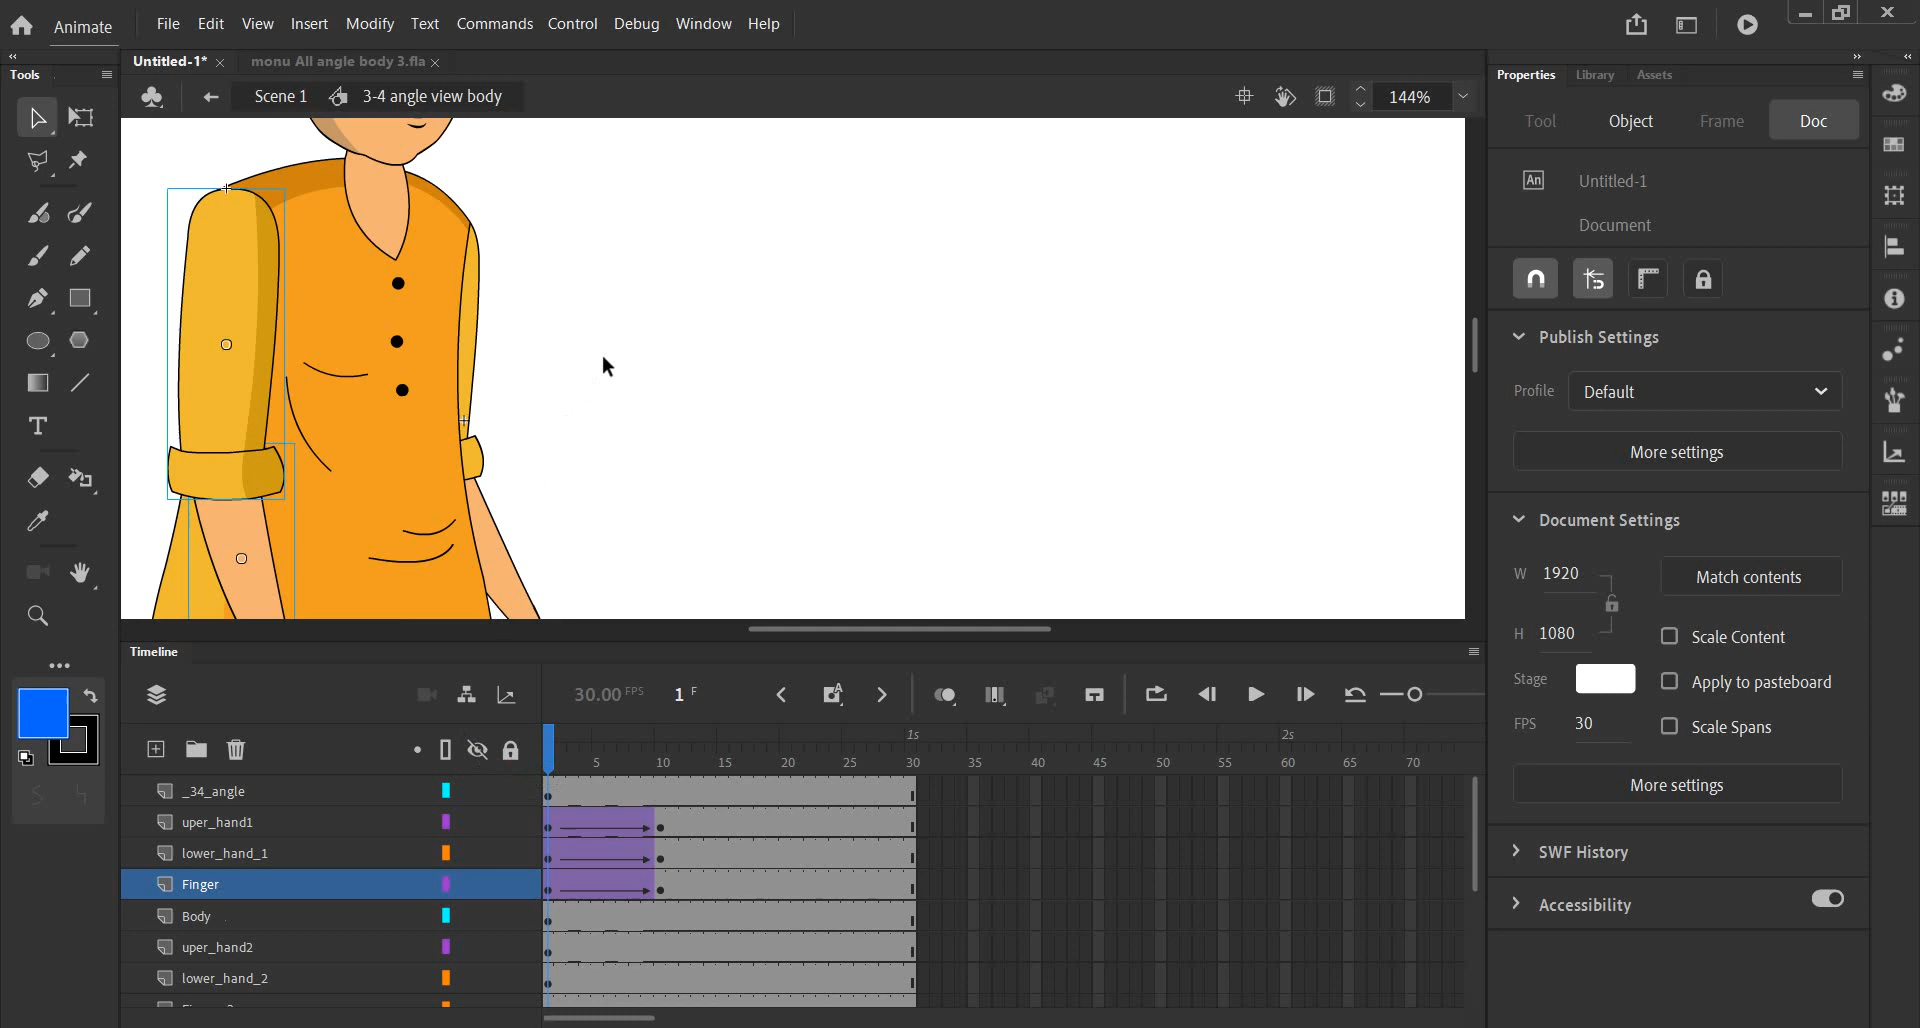 Animate File Edit View Insert Modify Text Commands Control Debug Window Help
Tools
Untitled-1* monu All angle body 3.fla
Properties Library Assets
Scene 1 3-4 angle view body 144%
Tool Object Frame Doc
An Untitled-1
Document
Publish Settings
Profile Default
More settings
Document Settings
W 1920 Match contents
H 1080 Scale Content
Stage Apply to pasteboard
FPS 30 Scale Spans
More settings
SWF History
Accessibility
T
Timeline
30.00 FPS 1 F
1s 2s
5 10 15 20 25 30 35 40 45 50 55 60 65 70
_34_angle
uper_hand1
lower_hand_1
Finger
Body
uper_hand2
lower_hand_2